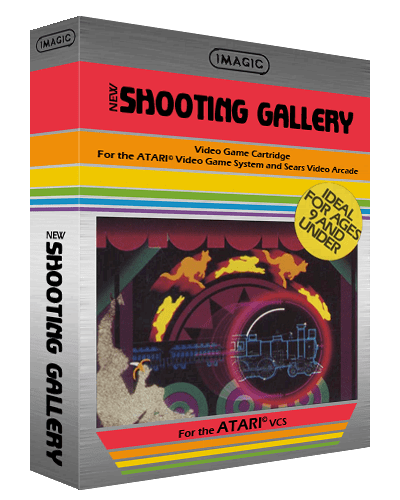 IMAGIC
NEW
SHOOTING GALLERY
IMAGIC
NEW
SHOOTING GALLERY
Video Game Cartridge
For the ATARI® Video Game System and Sears Video Arcade
IDEAL
FOR AGES
9 AND
UNDER
For the ATARI® VCS